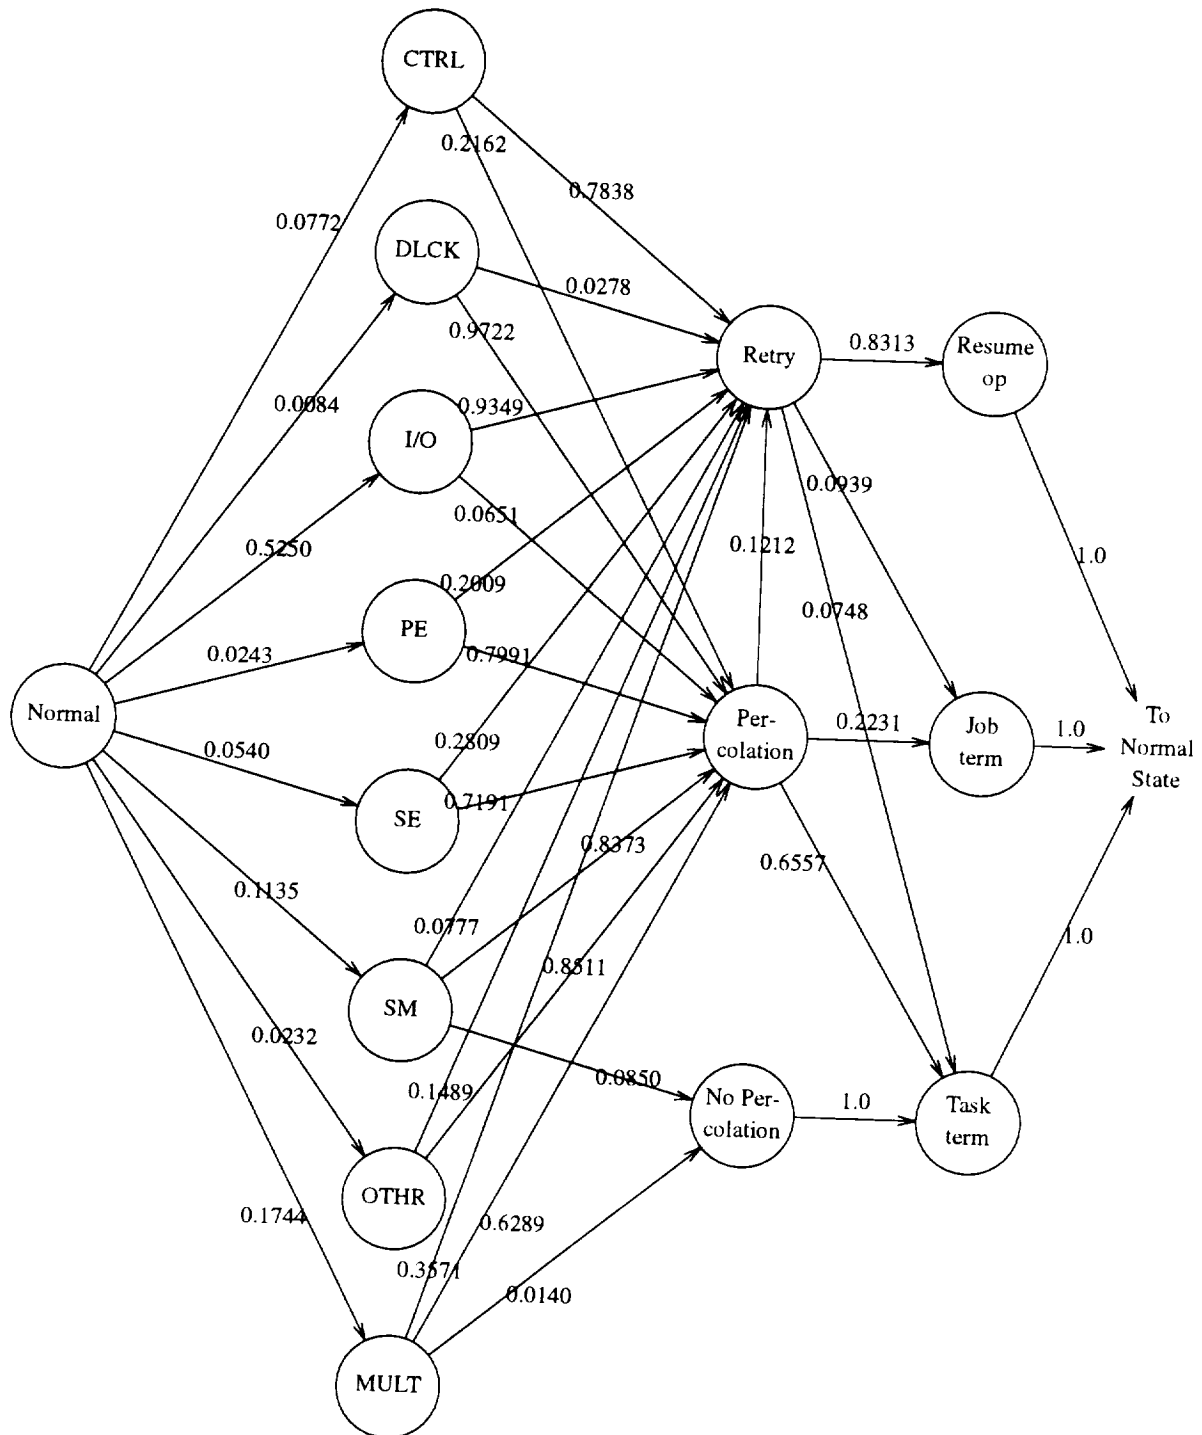 CTRL
0.2162
0.7838
0.0772
DLCK
0.0278
0.9722
Retry
0.8313
Resume
op
0.0084
0.9349
I/O
0.0939
0.0651
0.5250
0.1212
1.0
0.2009
0.0748
PE
0.0243
0.7991
Normal
Per-
colation
0.2231
Job
term
1.0
To
Normal
State
0.0540
0.2809
0.7191
SE
0.8373
0.6557
0.1135
0.0777
1.0
0.8511
SM
0.0232
0.0850
0.1489
No Per-
colation
1.0
Task
term
OTHR
0.1744
0.6289
0.3571
0.0140
MULT